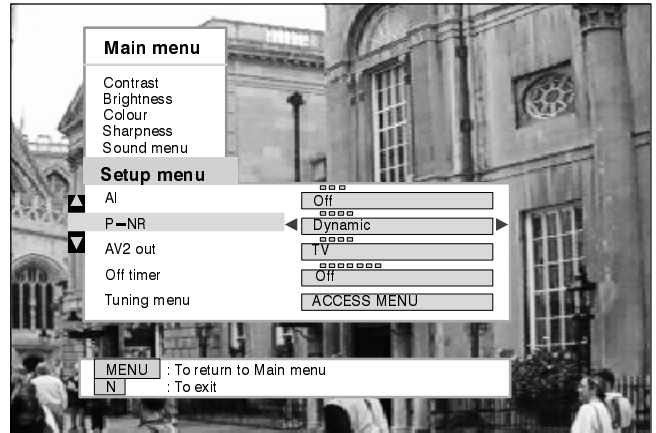 Main menu
Contrast
Brightness
Colour
Sharpness
Sound menu
Setup menu
AI Off
P–NR Dynamic
AV2 out TV
Off timer Off
Tuning menu ACCESS MENU
MENU : To return to Main menu
N : To exit